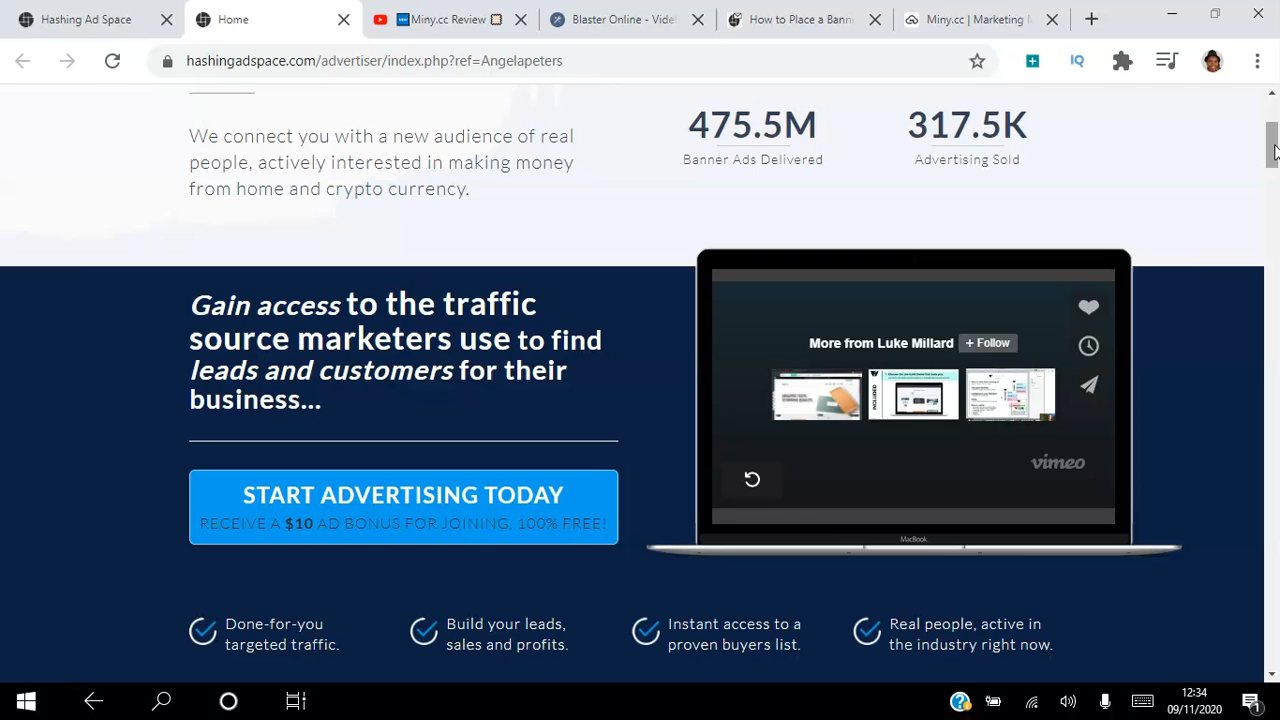 Hashing Ad Space
Home
Miny.cc Review
Blaster Online - Vide
How to Place a Bann
Miny.cc | Marketing
hashingadspace.com/advertiser/index.php?ref=Angelapeters
IQ
We connect you with a new audience of real
people, actively interested in making money
from home and crypto currency.
475.5M
Banner Ads Delivered
317.5K
Advertising Sold
Gain access to the traffic
source marketers use to find
leads and customers for their
business...
START ADVERTISING TODAY
RECEIVE A $10 AD BONUS FOR JOINING, 100% FREE!
More from Luke Millard
+ Follow
INCLUDED
vimeo
MacBook
Done-for-you
targeted traffic.
Build your leads,
sales and profits.
Instant access to a
proven buyers list.
Real people, active in
the industry right now.
12:34
09/11/2020
1